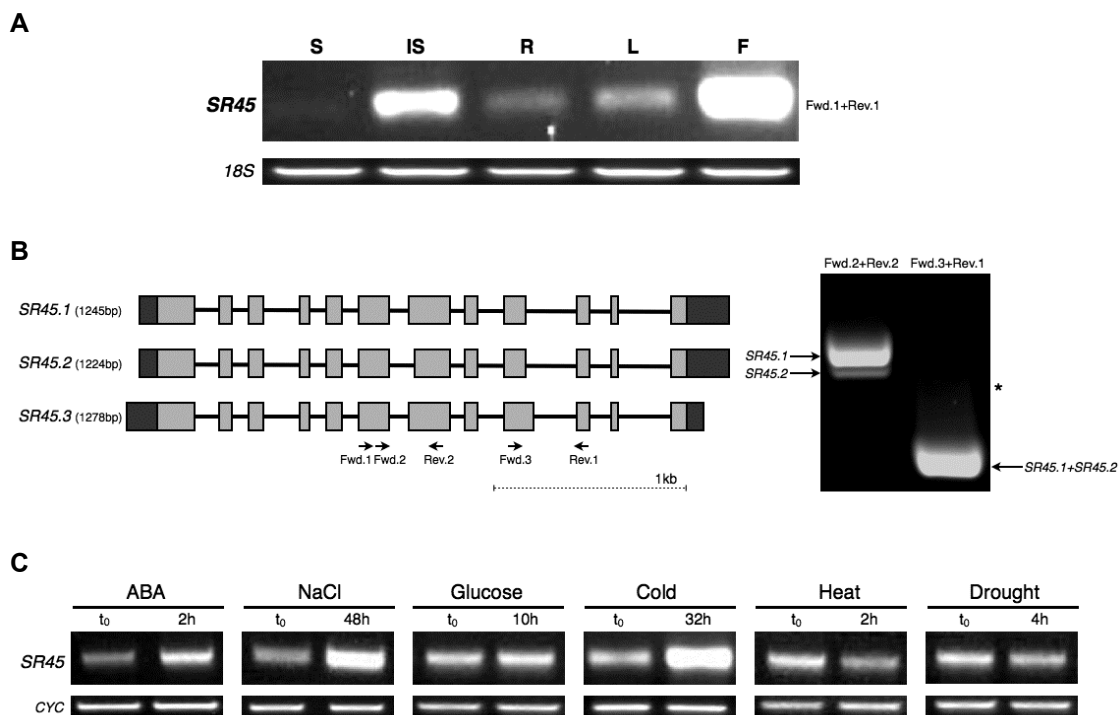 A
S IS R L F
SR45 Fwd.1+Rev.1
18S
B
Fwd.2+Rev.2 Fwd.3+Rev.1
SR45.1 (1245bp)
SR45.2 (1224bp)
SR45.3 (1278bp)
Fwd.1 Fwd.2 Rev.2 Fwd.3 Rev.1
1kb
SR45.1
SR45.2
*
SR45.1+SR45.2
C
ABA NaCl Glucose Cold Heat Drought
t₀ 2h t₀ 48h t₀ 10h t₀ 32h t₀ 2h t₀ 4h
SR45
CYC